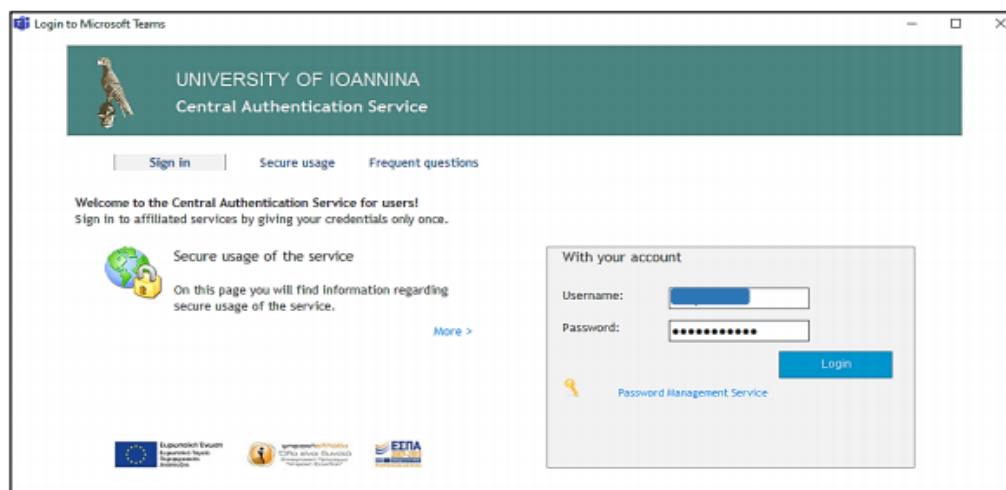 Login to Microsoft Teams
UNIVERSITY OF IOANNINA
Central Authentication Service
Sign in
Secure usage
Frequent questions
Welcome to the Central Authentication Service for users!
Sign in to affiliated services by giving your credentials only once.
Secure usage of the service
On this page you will find information regarding
secure usage of the service.
More >
With your account
Username:
Password:
Login
Password Management Service
Ευρωπαϊκή Ένωση
ΕΣΠΑ